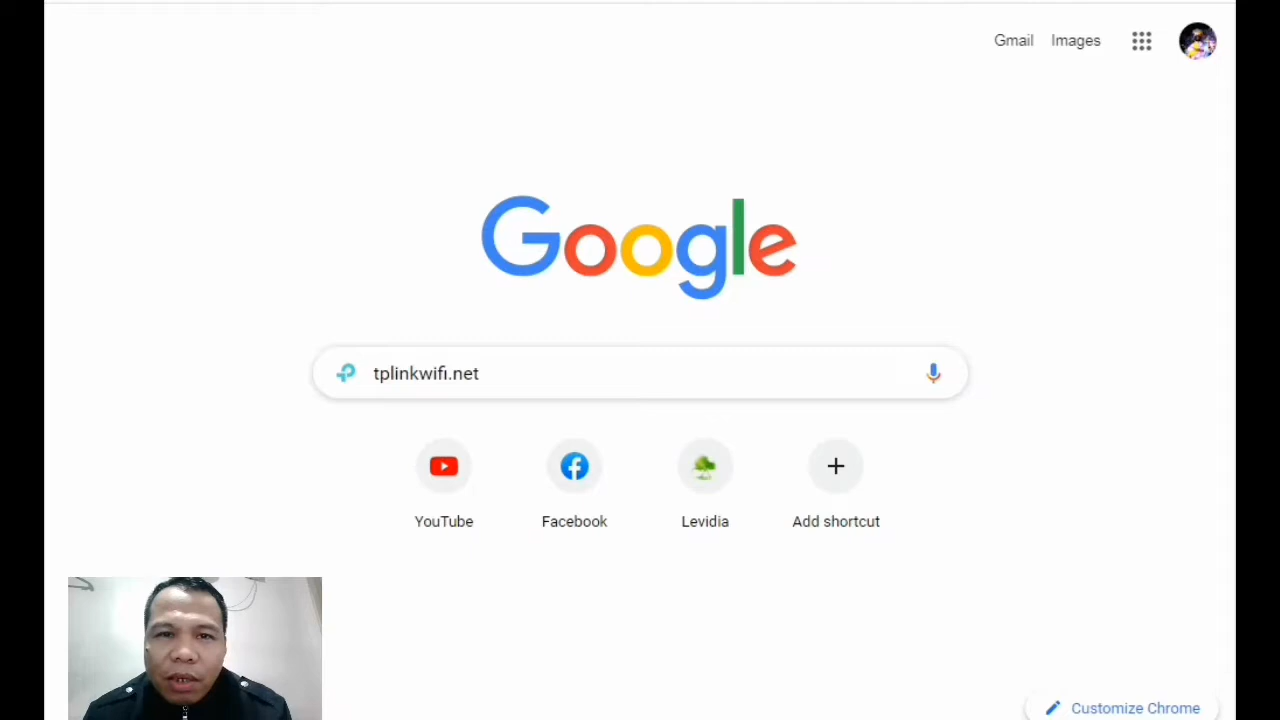 Gmail Images
Google
tplinkwifi.net
YouTube Facebook Levidia Add shortcut
Customize Chrome